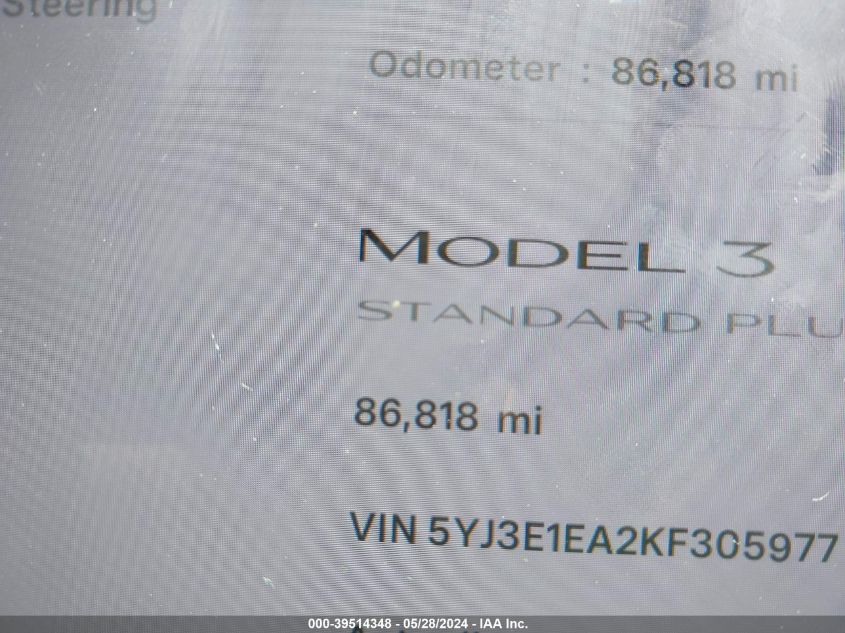 Steering
Odometer : 86,818 mi
MODEL 3
STANDARD PLU
86,818 mi
VIN 5YJ3E1EA2KF305977
000-39514348 - 05/28/2024 - IAA Inc.